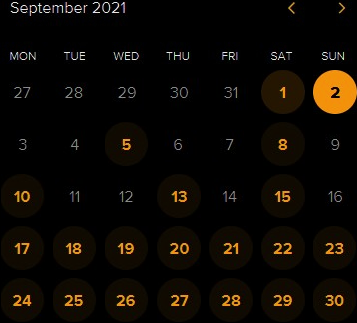 September 2021
MON TUE WED THU FRI SAT SUN
27 28 29 30 31 1 2
3 4 5 6 7 8 9
10 11 12 13 14 15 16
17 18 19 20 21 22 23
24 25 26 27 28 29 30